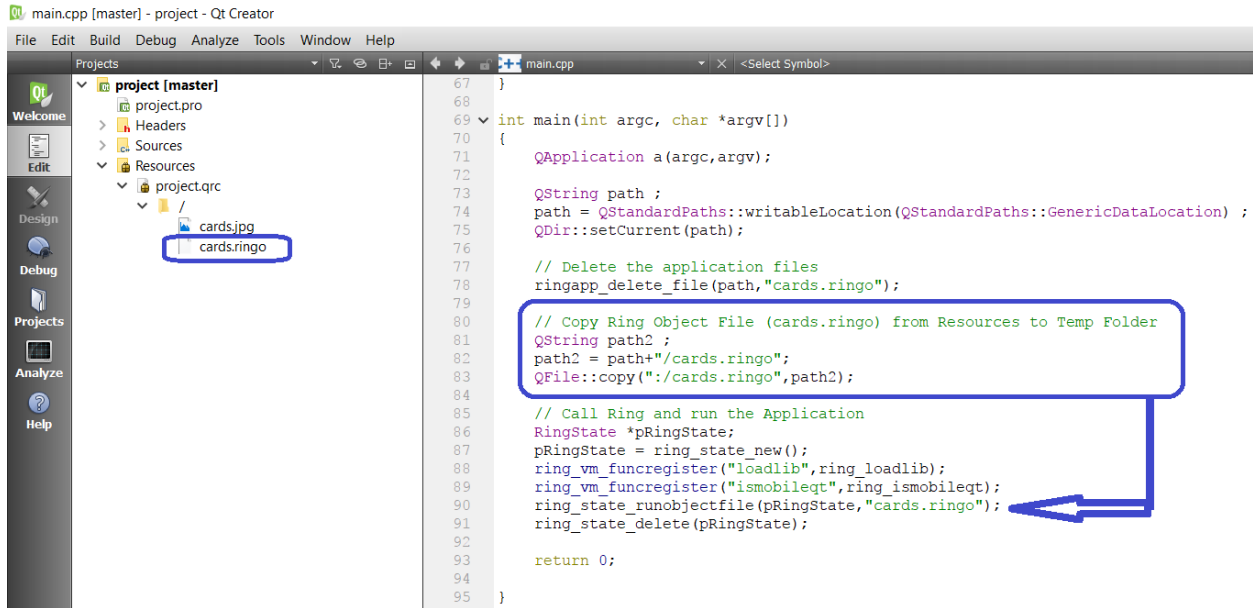 main.cpp [master] - project - Qt Creator
File Edit Build Debug Analyze Tools Window Help
Projects
main.cpp
<Select Symbol>
Welcome
Edit
Design
Debug
Projects
Analyze
Help
project [master]
project.pro
Headers
Sources
Resources
project.qrc
/
cards.jpg
cards.ringo
67 }
68
69 int main(int argc, char *argv[])
70 {
71     QApplication a(argc,argv);
72
73     QString path ;
74     path = QStandardPaths::writableLocation(QStandardPaths::GenericDataLocation) ;
75     QDir::setCurrent(path);
76
77     // Delete the application files
78     ringapp_delete_file(path,"cards.ringo");
79
80     // Copy Ring Object File (cards.ringo) from Resources to Temp Folder
81     QString path2 ;
82     path2 = path+"/cards.ringo";
83     QFile::copy(":/cards.ringo",path2);
84
85     // Call Ring and run the Application
86     RingState *pRingState;
87     pRingState = ring_state_new();
88     ring_vm_funcregister("loadlib",ring_loadlib);
89     ring_vm_funcregister("ismobileqt",ring_ismobileqt);
90     ring_state_runobjectfile(pRingState,"cards.ringo");
91     ring_state_delete(pRingState);
92
93     return 0;
94
95 }